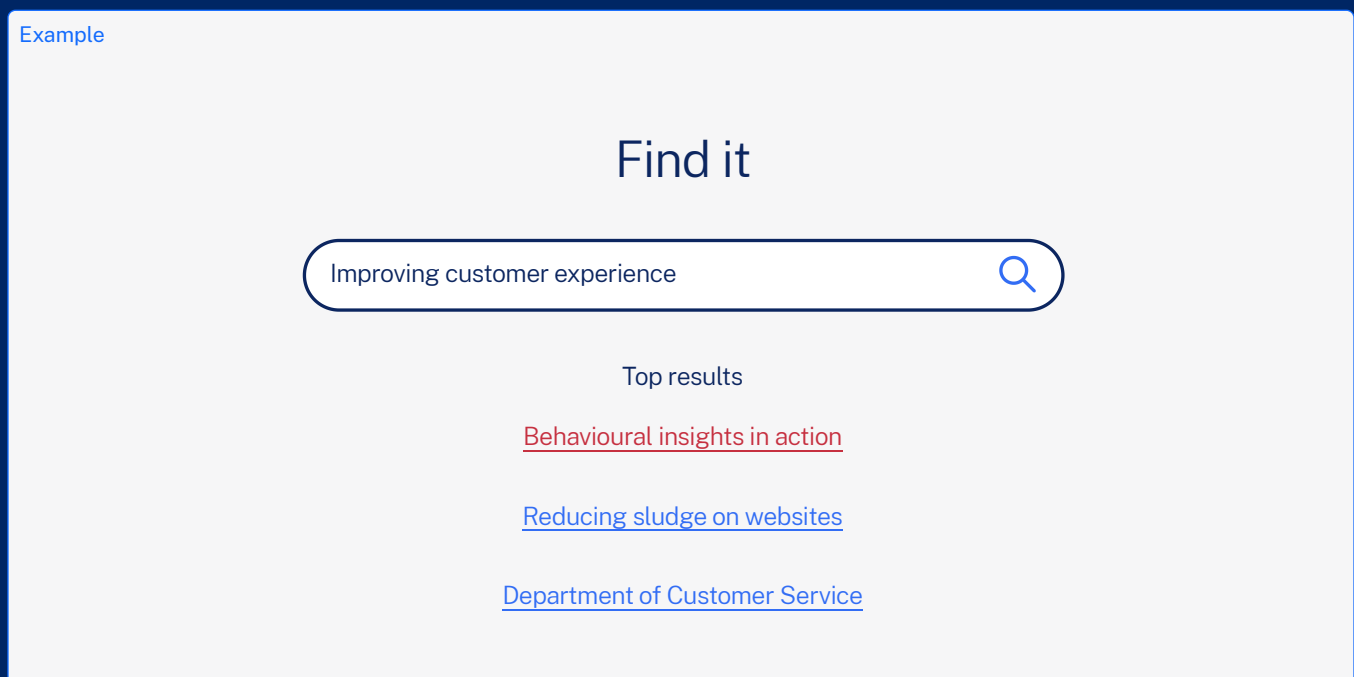 Example
Find it
Improving customer experience
Top results
Behavioural insights in action
Reducing sludge on websites
Department of Customer Service